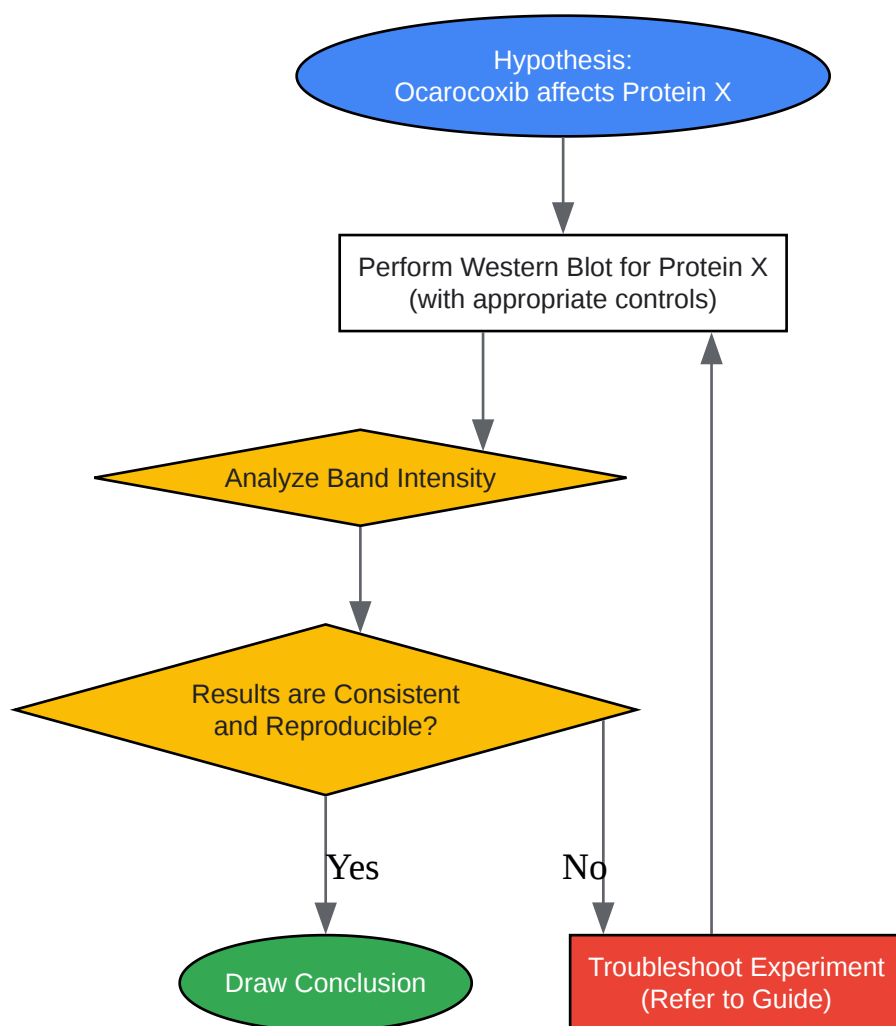 Hypothesis:
Ocarocoxib affects Protein X
Perform Western Blot for Protein X
(with appropriate controls)
Analyze Band Intensity
Results are Consistent
and Reproducible?
Yes
No
Draw Conclusion
Troubleshoot Experiment
(Refer to Guide)